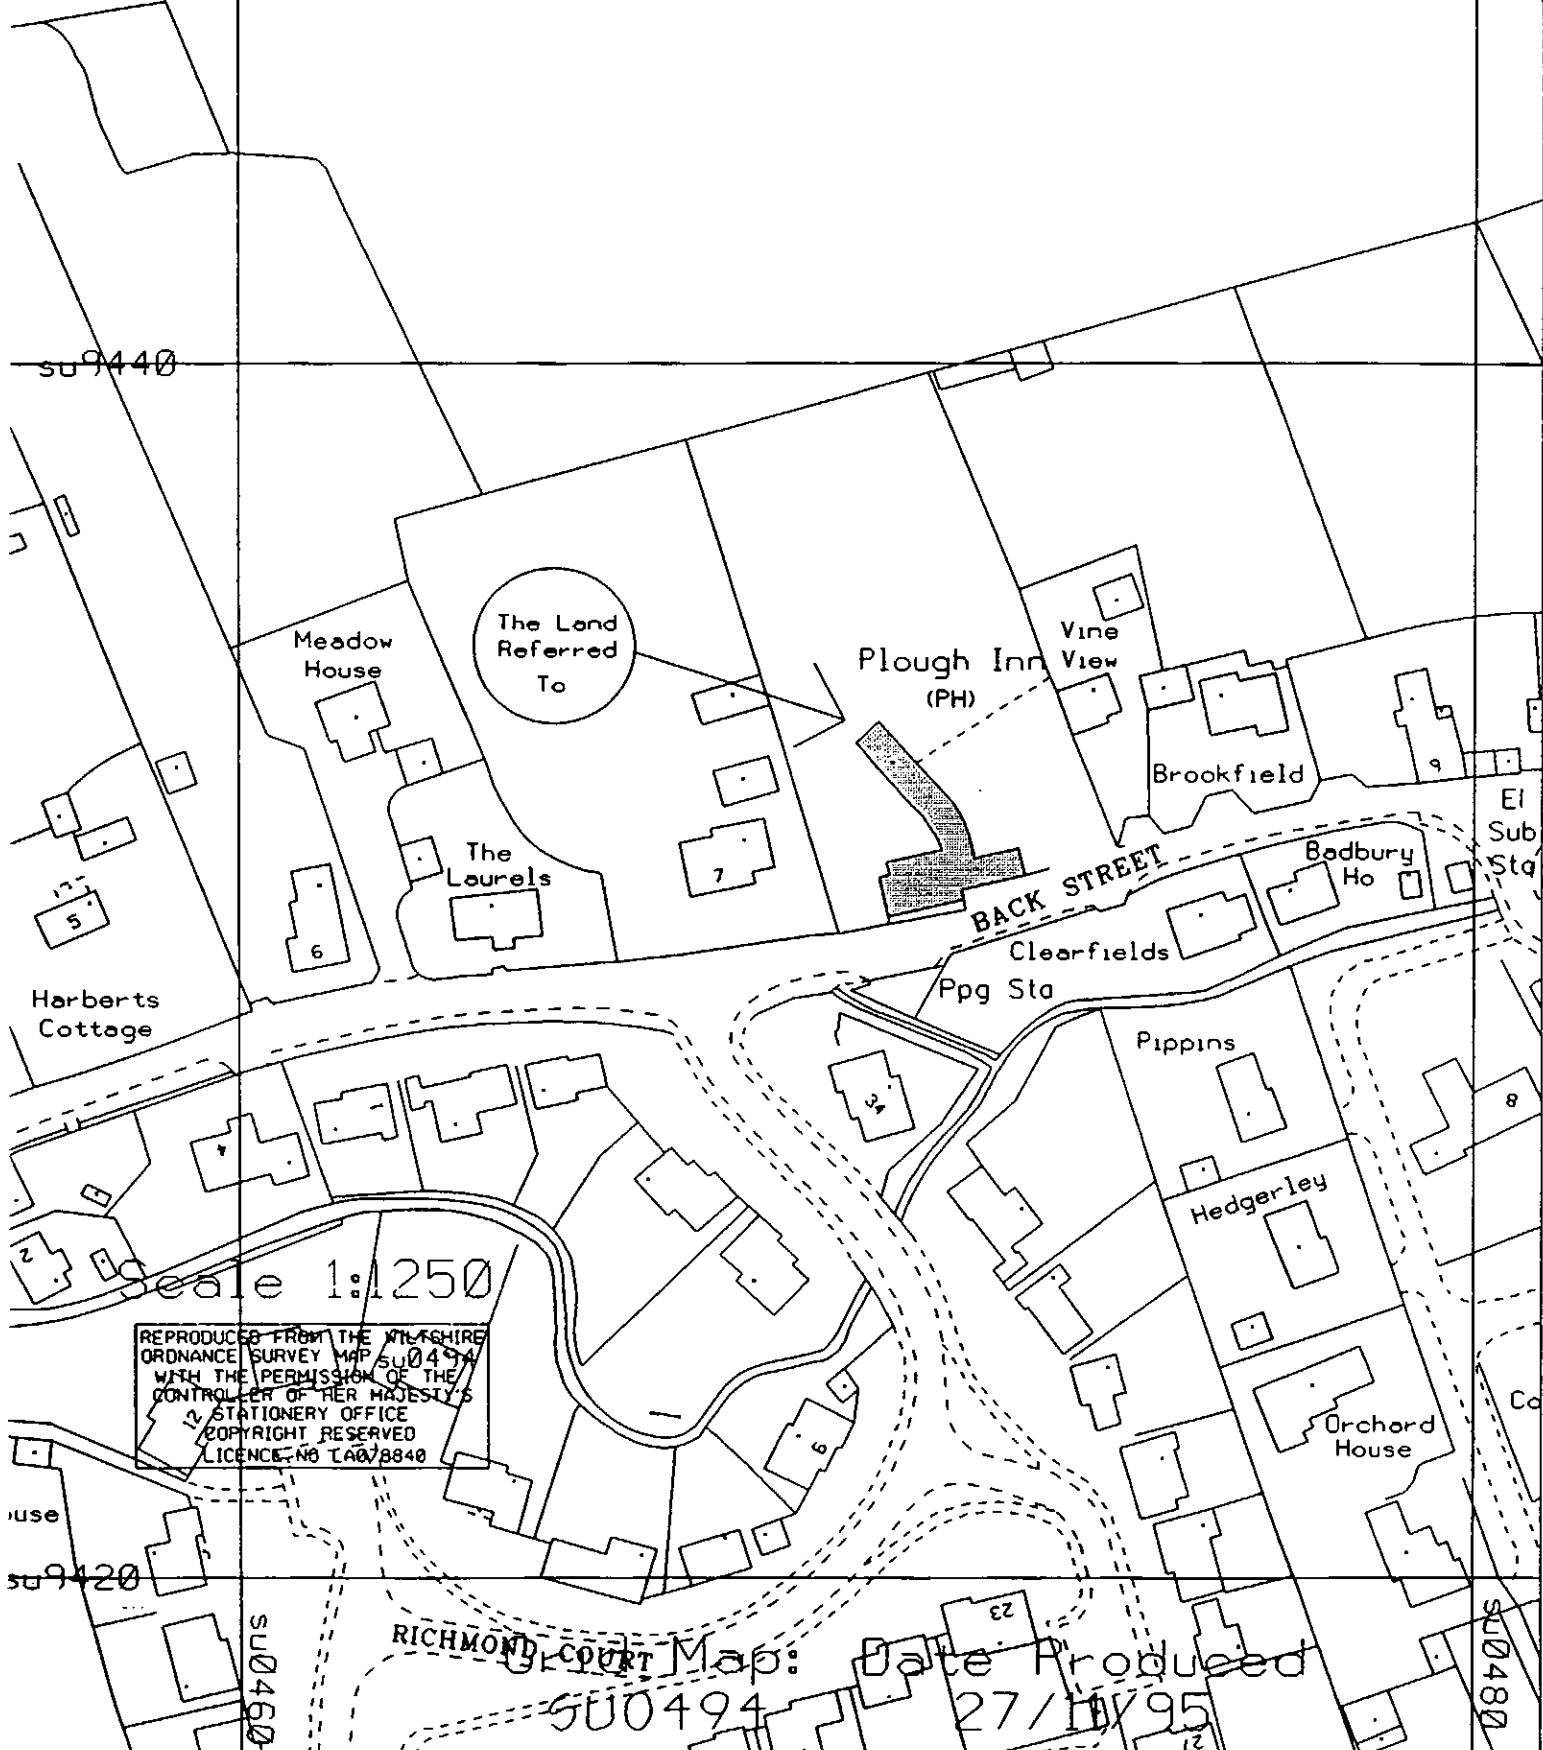 su9440
The Land
Referred
To
Meadow
House
Plough Inn
(PH)
Vine
View
Brookfield
9
El
Sub
Sta
The
Laurels
7
BACK STREET
Badbury
Ho
5
6
Clearfields
Ppg Sta
Harberts
Cottage
Pippins
34
8
4
1
Hedgerley
2
Scale 1:1250
REPRODUCED FROM THE WILTSHIRE
ORDNANCE SURVEY MAP su0494
WITH THE PERMISSION OF THE
CONTROLLER OF HER MAJESTY'S
STATIONERY OFFICE
COPYRIGHT RESERVED
LICENCE NO LA078840
12
Orchard
House
Co
use
su9420
23
RICHMOND COURT
Grid Map: Date Produced
SU0494 27/11/95
su0460
su0480
21